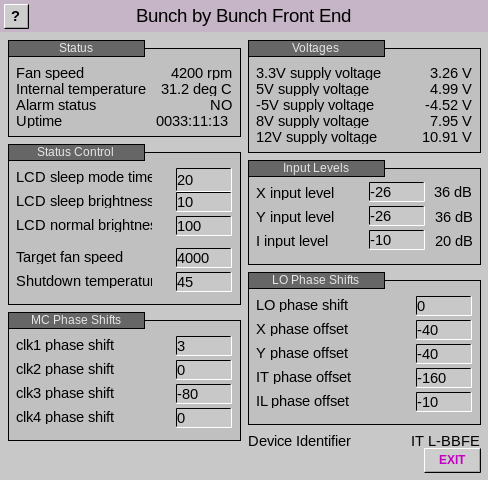 ?
Bunch by Bunch Front End
Status
Fan speed 4200 rpm
Internal temperature 31.2 deg C
Alarm status NO
Uptime 0033:11:13
Status Control
LCD sleep mode time 20
LCD sleep brightness 10
LCD normal brightnes 100
Target fan speed 4000
Shutdown temperatur 45
MC Phase Shifts
clk1 phase shift 3
clk2 phase shift 0
clk3 phase shift -80
clk4 phase shift 0
Voltages
3.3V supply voltage 3.26 V
5V supply voltage 4.99 V
-5V supply voltage -4.52 V
8V supply voltage 7.95 V
12V supply voltage 10.91 V
Input Levels
X input level -26 36 dB
Y input level -26 36 dB
I input level -10 20 dB
LO Phase Shifts
LO phase shift 0
X phase offset -40
Y phase offset -40
IT phase offset -160
IL phase offset -10
Device Identifier IT L-BBFE
EXIT